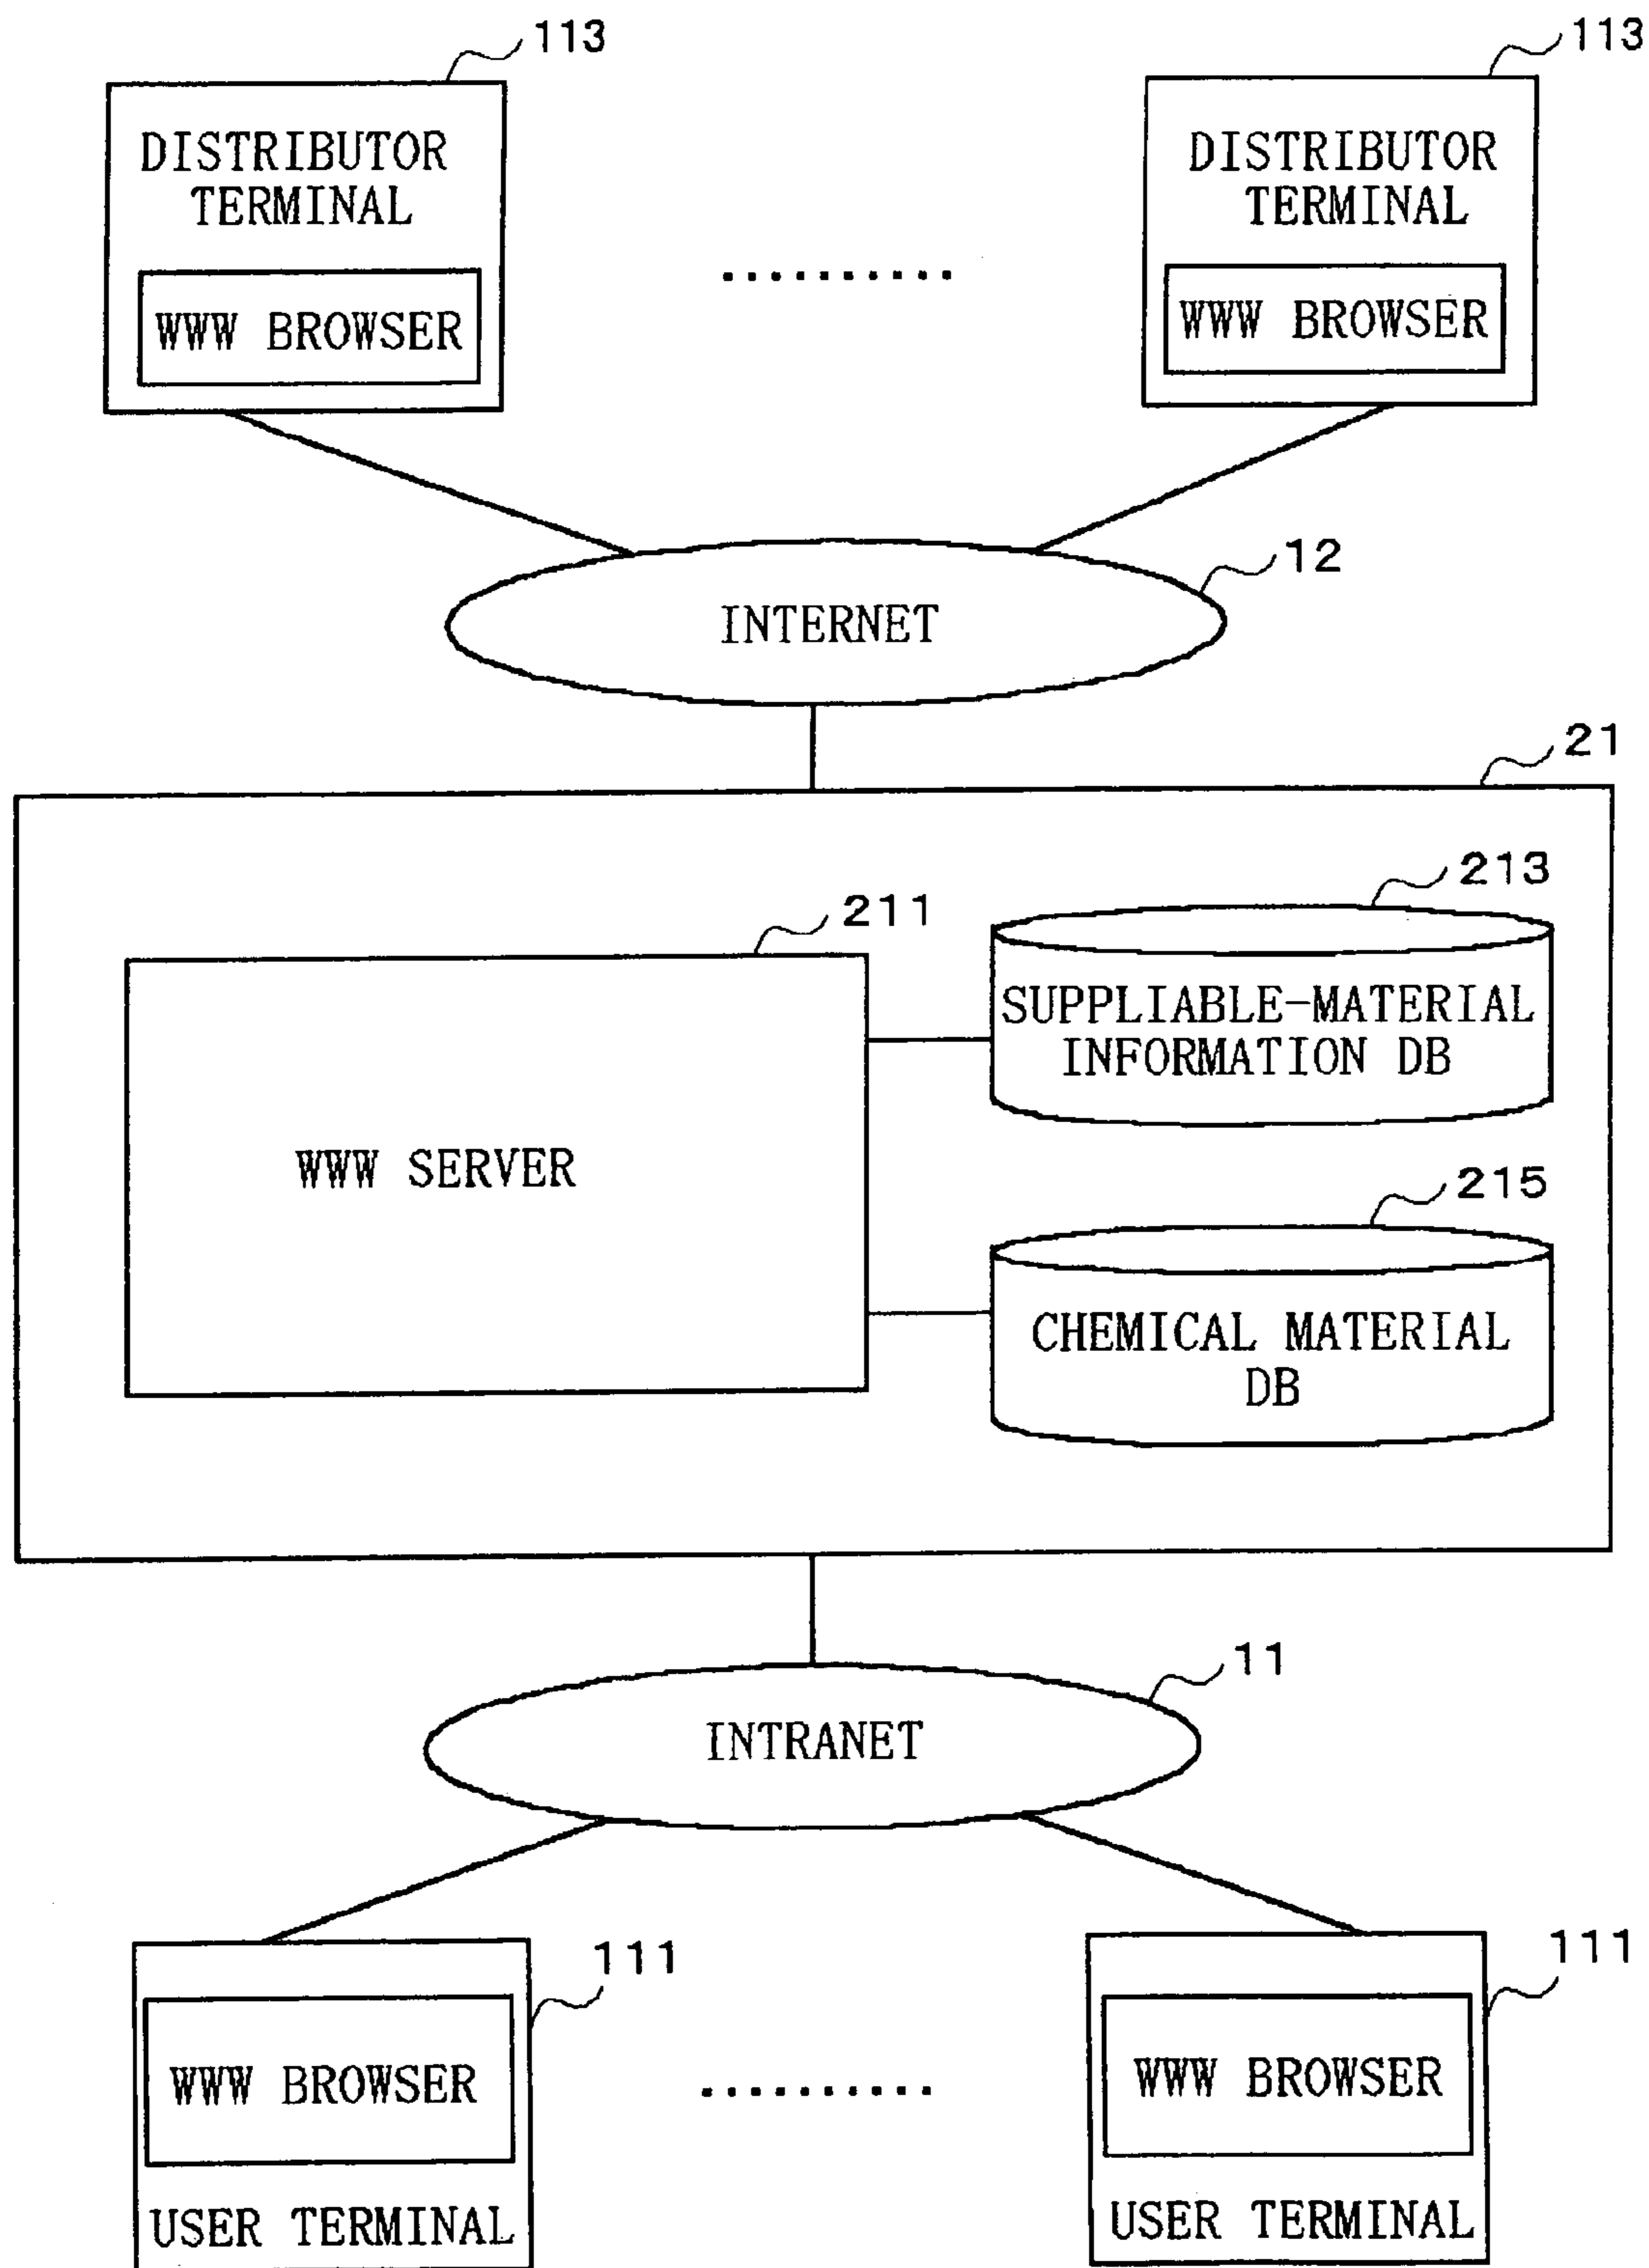 113
113
DISTRIBUTOR
TERMINAL
WWW BROWSER
DISTRIBUTOR
TERMINAL
WWW BROWSER
12
INTERNET
21
213
211
SUPPLIABLE-MATERIAL
INFORMATION DB
WWW SERVER
215
CHEMICAL MATERIAL
DB
11
INTRANET
111
111
WWW BROWSER
USER TERMINAL
WWW BROWSER
USER TERMINAL